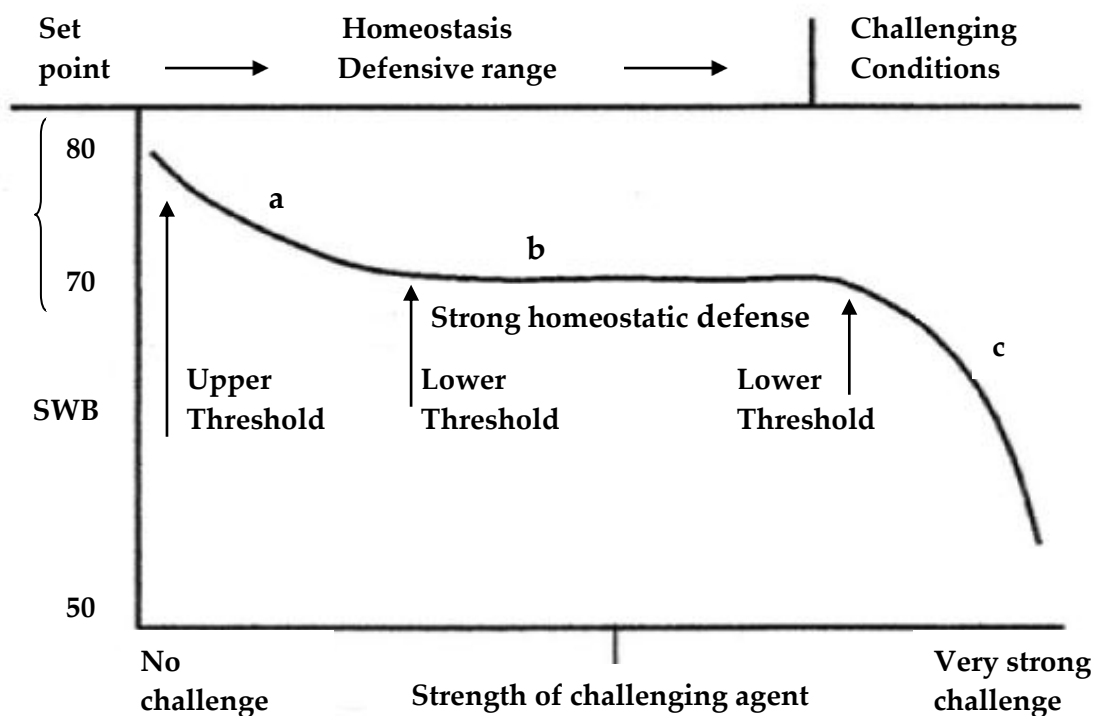 Set
point
Homeostasis
Defensive range
Challenging
Conditions
80
a
b
70
Strong homeostatic defense
c
Upper
Threshold
Lower
Threshold
Lower
Threshold
SWB
50
No
challenge
Strength of challenging agent
Very strong
challenge